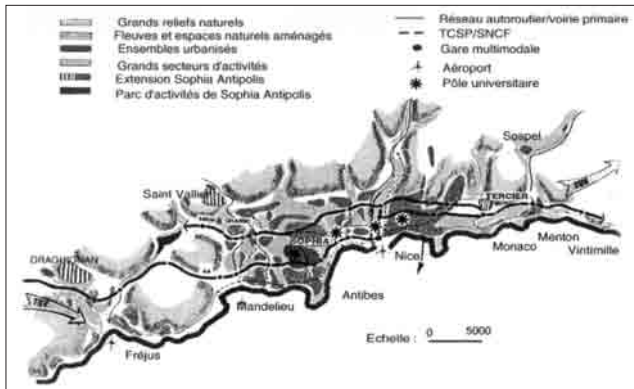 Grands reliefs naturels
Fleuves et espaces naturels aménagés
Ensembles urbanisés
Grands secteurs d'activités
Extension Sophia Antipolis
Parc d'activités de Sophia Antipolis
Réseau autoroutier/voirie primaire
TCSP/SNCF
Gare multimodale
Aéroport
Pôle universitaire
Sospel
Saint Vallier
TERCIER
SOPHIA
DRAGUIGNAN
Nice
Monaco
Menton
Vintimille
Antibes
Mandelieu
Fréjus
Echelle : 0 5000